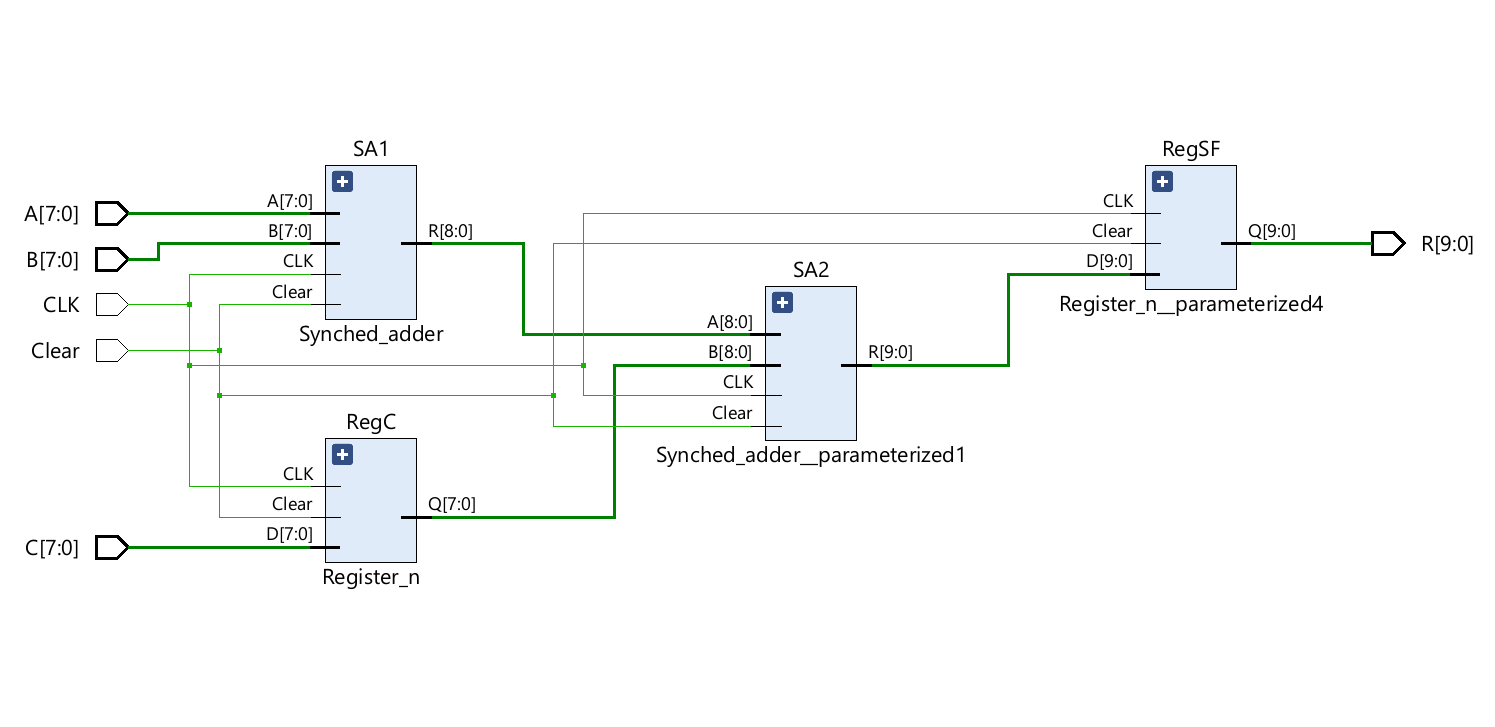 SA1
A[7:0]
B[7:0]
CLK
Clear
R[8:0]
Synched_adder
A[7:0]
B[7:0]
CLK
Clear
C[7:0]
RegC
CLK
Clear
D[7:0]
Q[7:0]
Register_n
SA2
A[8:0]
B[8:0]
CLK
Clear
R[9:0]
Synched_adder__parameterized1
RegSF
CLK
Clear
D[9:0]
Q[9:0]
Register_n__parameterized4
R[9:0]